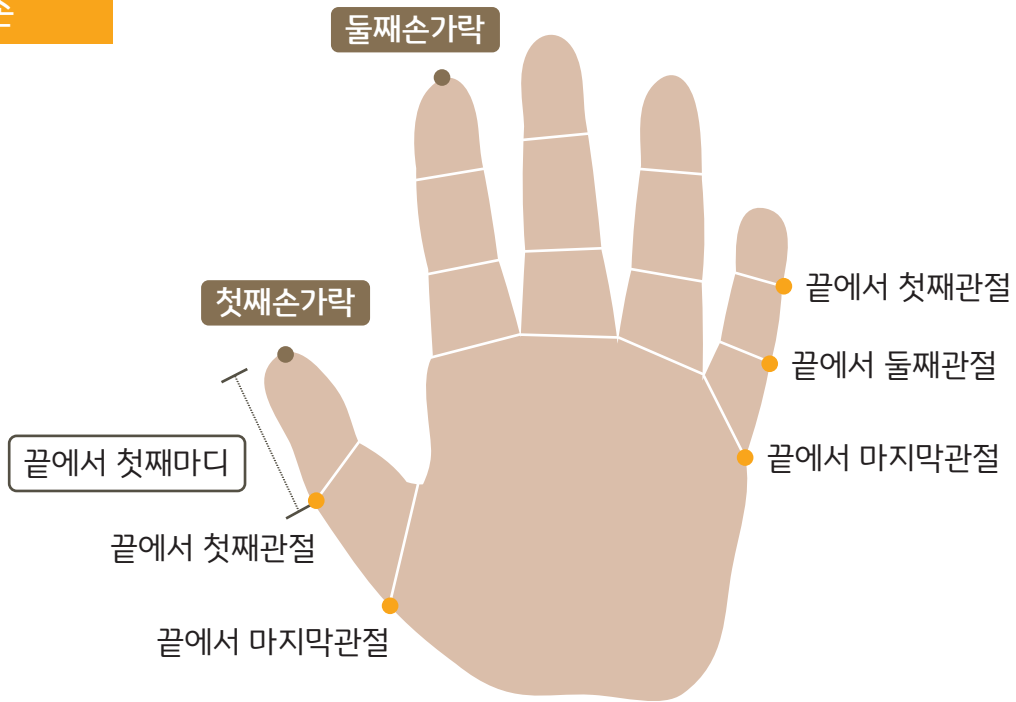 손
둘째손가락
첫째손가락
끝에서 첫째관절
끝에서 둘째관절
끝에서 첫째마디
끝에서 마지막관절
끝에서 첫째관절
끝에서 마지막관절